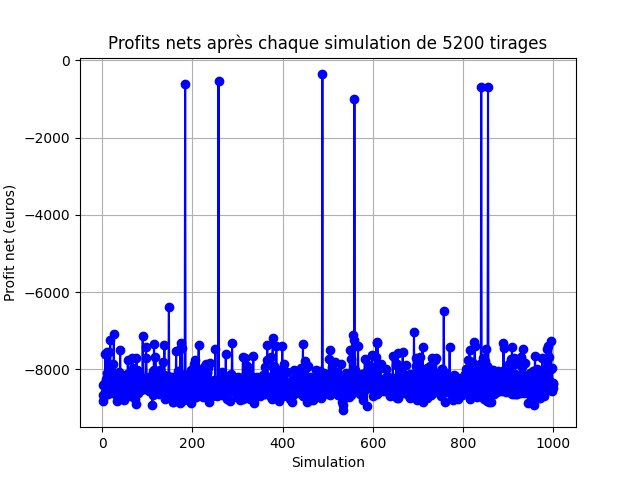 Profits nets après chaque simulation de 5200 tirages
0
−2000
−4000
−6000
−8000
Profit net (euros)
0 200 400 600 800 1000
Simulation